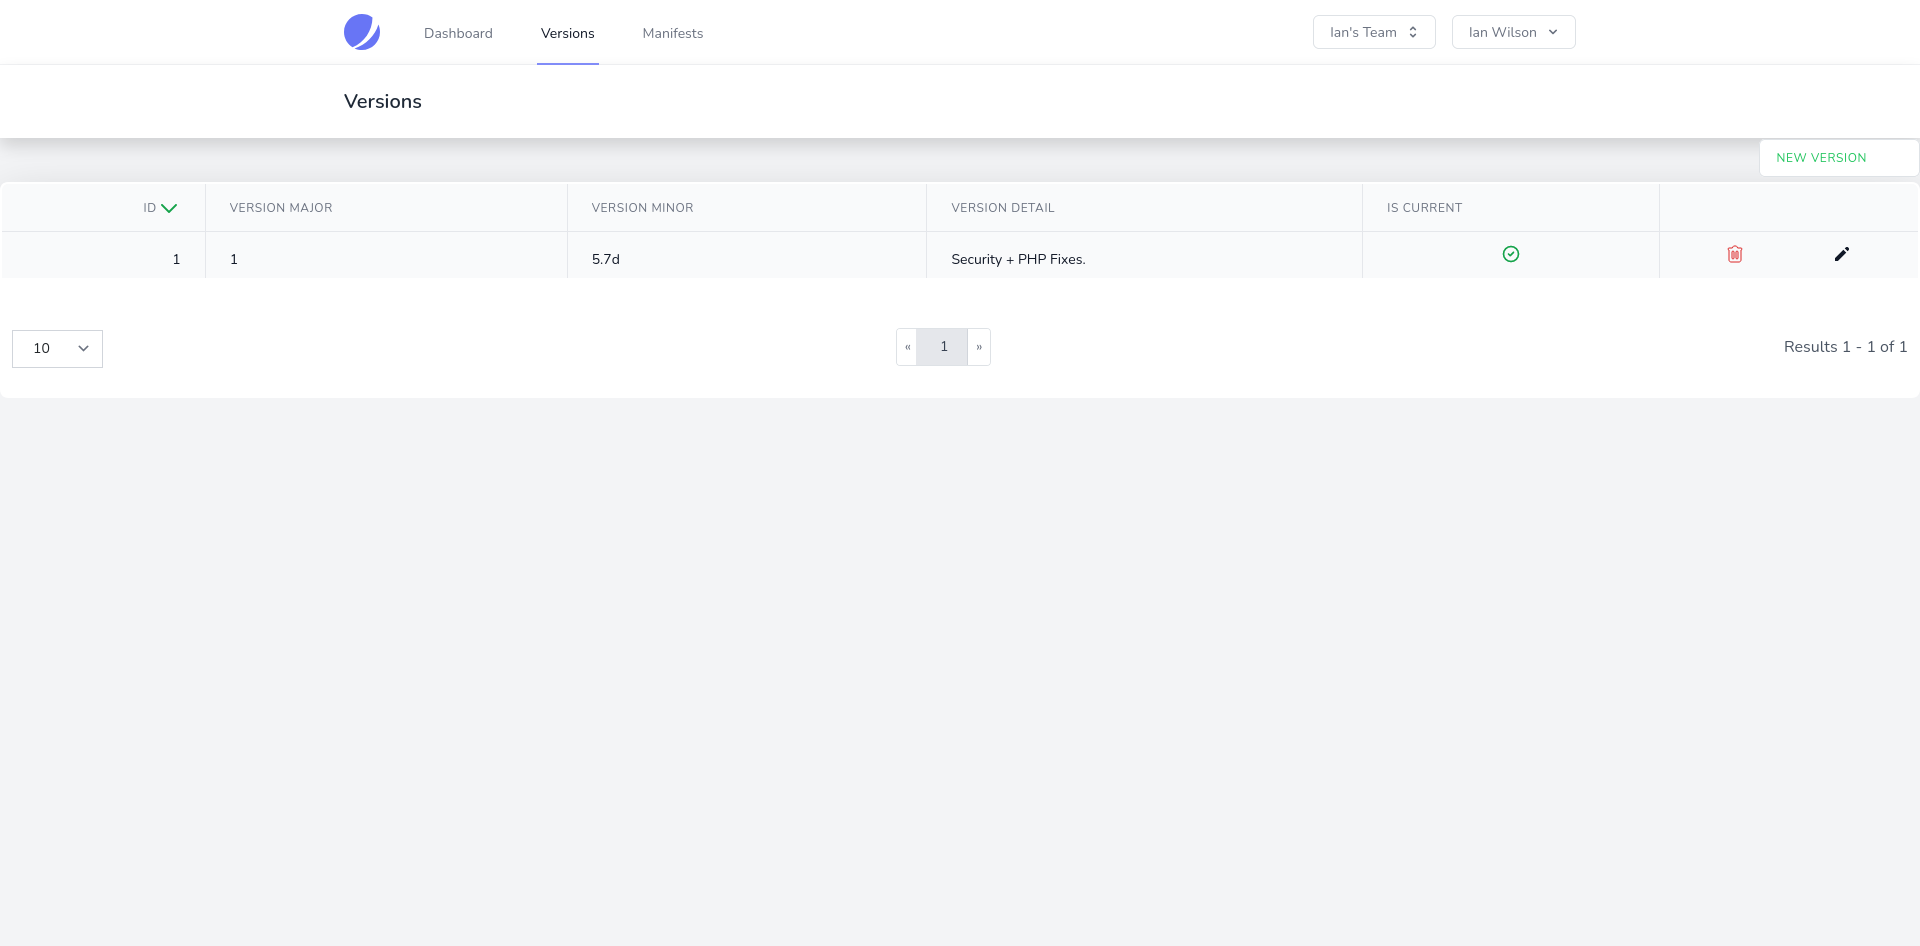 Dashboard Versions Manifests Ian's Team Ian Wilson
Versions
NEW VERSION
ID VERSION MAJOR VERSION MINOR VERSION DETAIL IS CURRENT
1 1 5.7d Security + PHP Fixes.
10 « 1 » Results 1 - 1 of 1